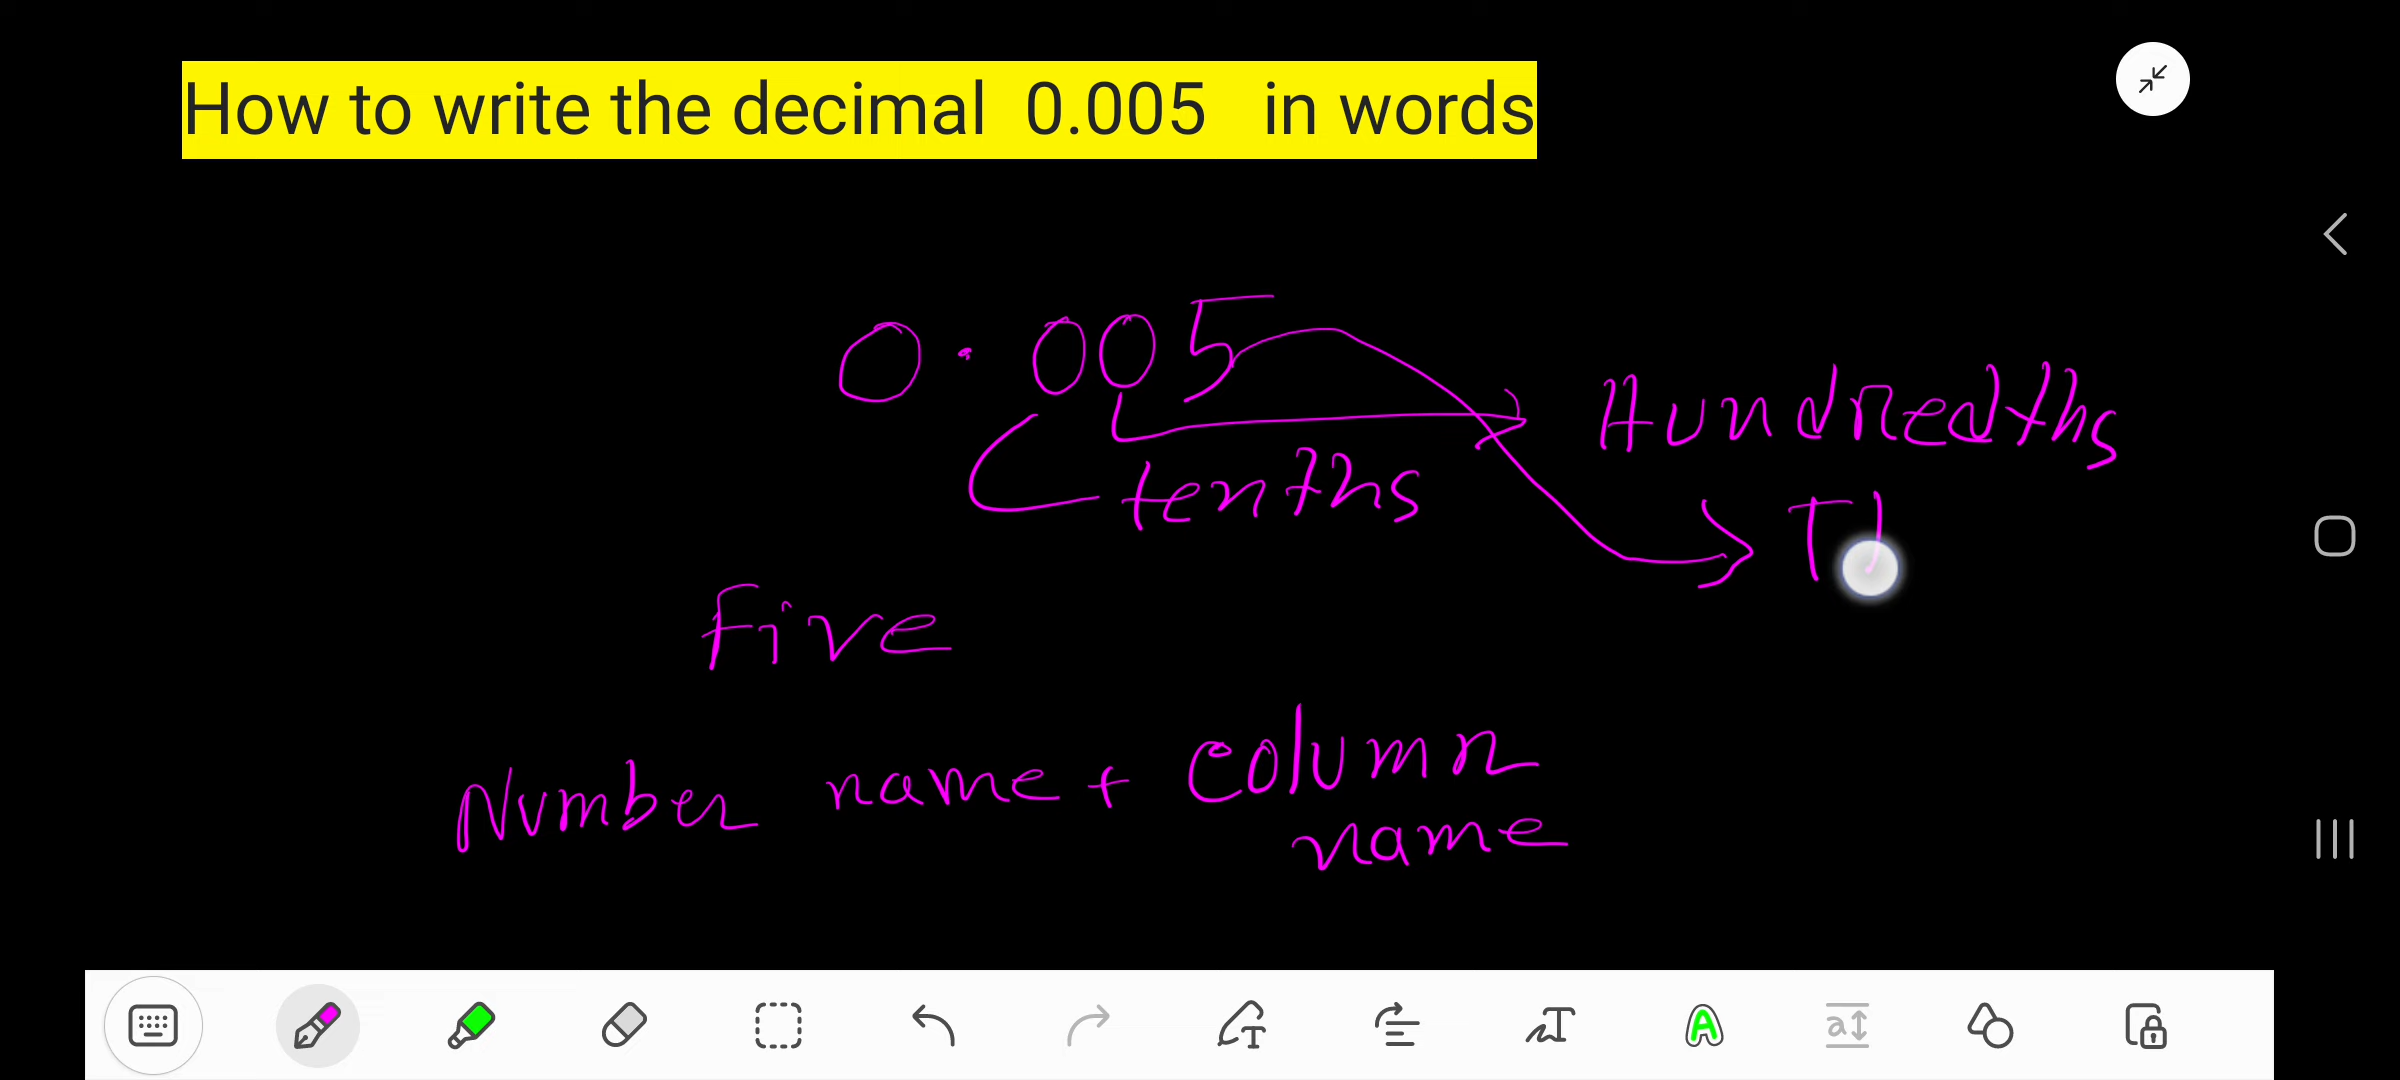 How to write the decimal 0.005 in words
0.005
Hundredths
tenths
Th
Five
Number name + column
name